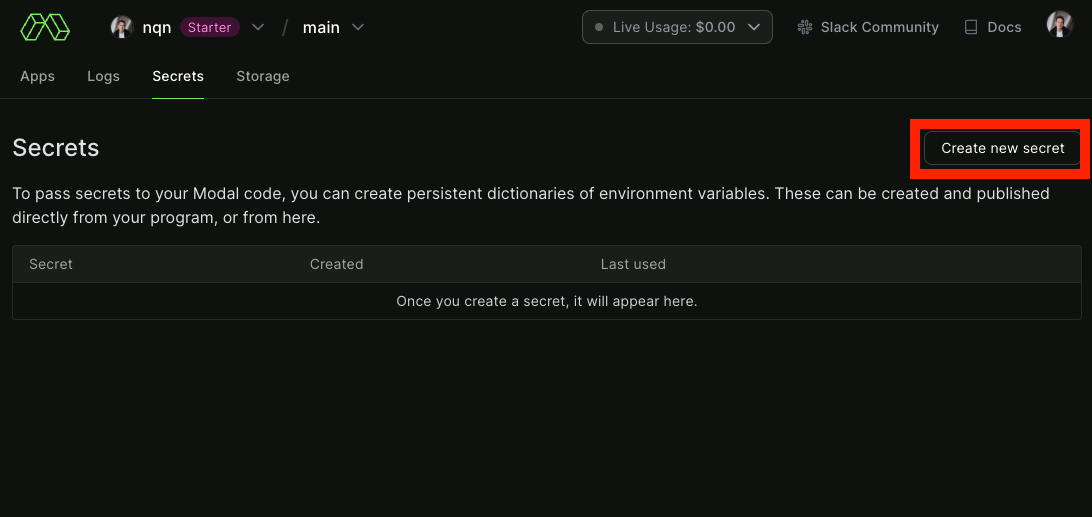 nqn Starter / main Live Usage: $0.00 Slack Community Docs
Apps Logs Secrets Storage
Secrets Create new secret
To pass secrets to your Modal code, you can create persistent dictionaries of environment variables. These can be created and published
directly from your program, or from here.
Secret Created Last used
Once you create a secret, it will appear here.